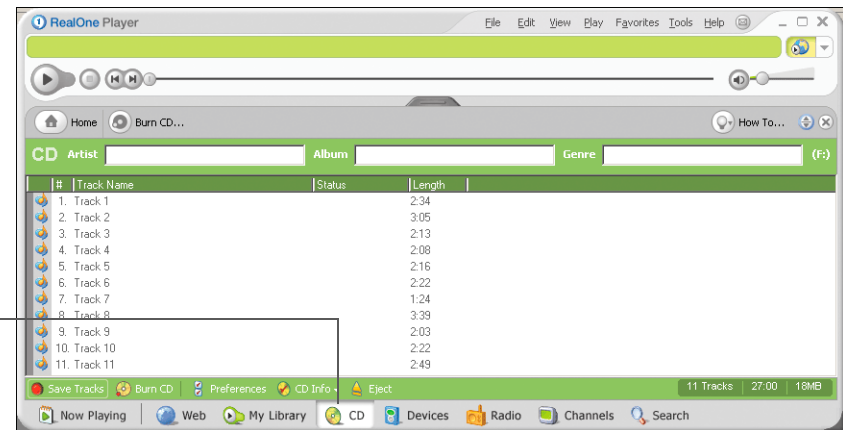 RealOne Player File Edit View Play Favorites Tools Help
Home Burn CD... How To...
CD Artist Album Genre (F:)
# Track Name Status Length
1. Track 1 2:34
2. Track 2 3:05
3. Track 3 2:13
4. Track 4 2:08
5. Track 5 2:16
6. Track 6 2:22
7. Track 7 1:24
8. Track 8 3:39
9. Track 9 2:03
10. Track 10 2:22
11. Track 11 2:49
Save Tracks Burn CD Preferences CD Info Eject 11 Tracks 27:00 18MB
Now Playing Web My Library CD Devices Radio Channels Search